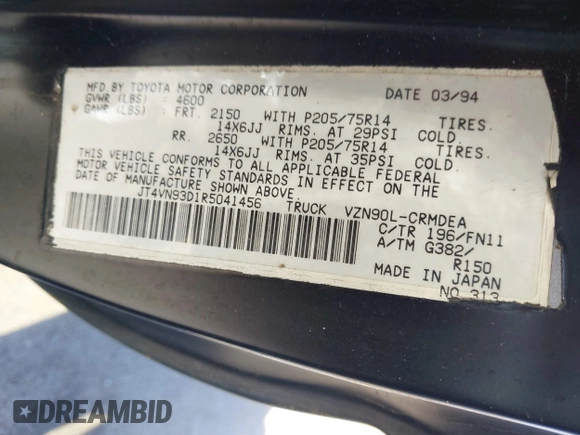 MFD.BY TOYOTA MOTOR CORPORATION DATE 03/94
GVWR (LBS) : 4600
GAWR (LBS) : FRT. 2150 WITH P205/75R14 TIRES.
14X6JJ RIMS. AT 29PSI COLD.
RR. 2650 WITH P205/75R14 TIRES.
14X6JJ RIMS. AT 35PSI COLD.
THIS VEHICLE CONFORMS TO ALL APPLICABLE FEDERAL
MOTOR VEHICLE SAFETY STANDARDS IN EFFECT ON THE
DATE OF MANUFACTURE SHOWN ABOVE.
JT4VN93D1R5041456 TRUCK VZN90L-CRMDEA
C/TR 196/FN11
A/TM G382/
R150
MADE IN JAPAN
NO 313
DREAMBID